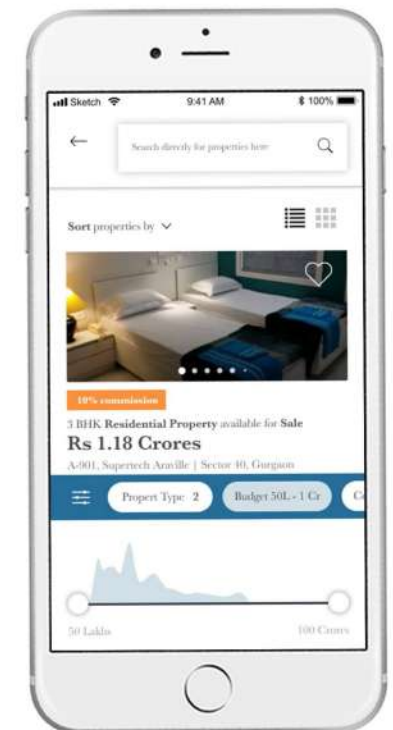 Sketch 9:41 AM 100%
Search directly for properties here
Sort properties by
10% commission
3 BHK Residential Property available for Sale
Rs 1.18 Crores
A-901, Supertech Araville | Sector 10, Gurgaon
Propert Type 2 Budget 50L - 1 Cr
50 Lakhs 100 Crores